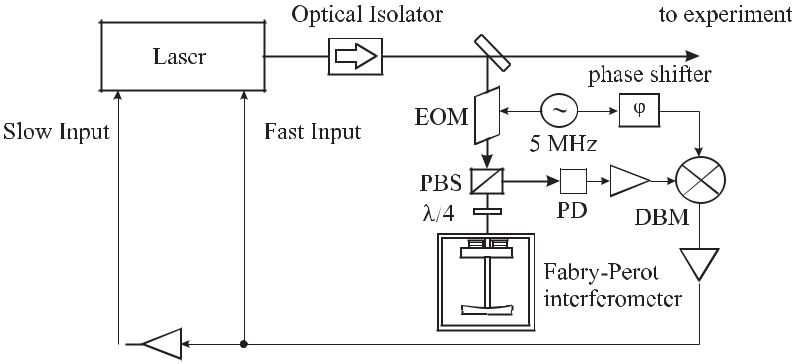 Optical Isolator
to experiment
Laser
phase shifter
Slow Input
Fast Input
EOM
~
φ
5 MHz
PBS
λ/4
PD
DBM
Fabry-Perot
interferometer